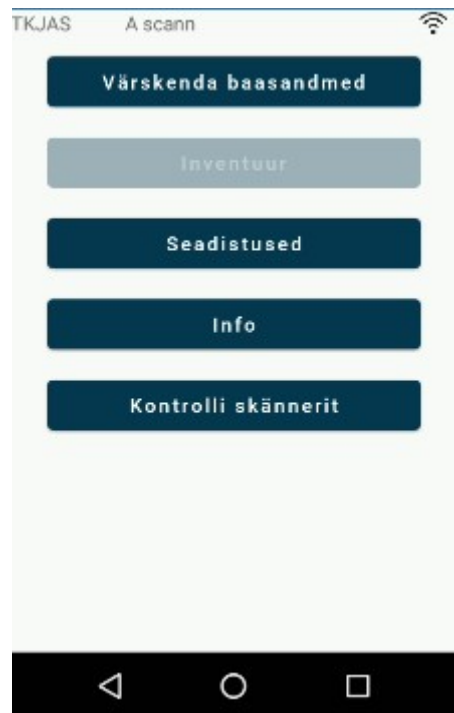 TKJAS A scann
Värskenda baasandmed
Inventuur
Seadistused
Info
Kontrolli skännerit